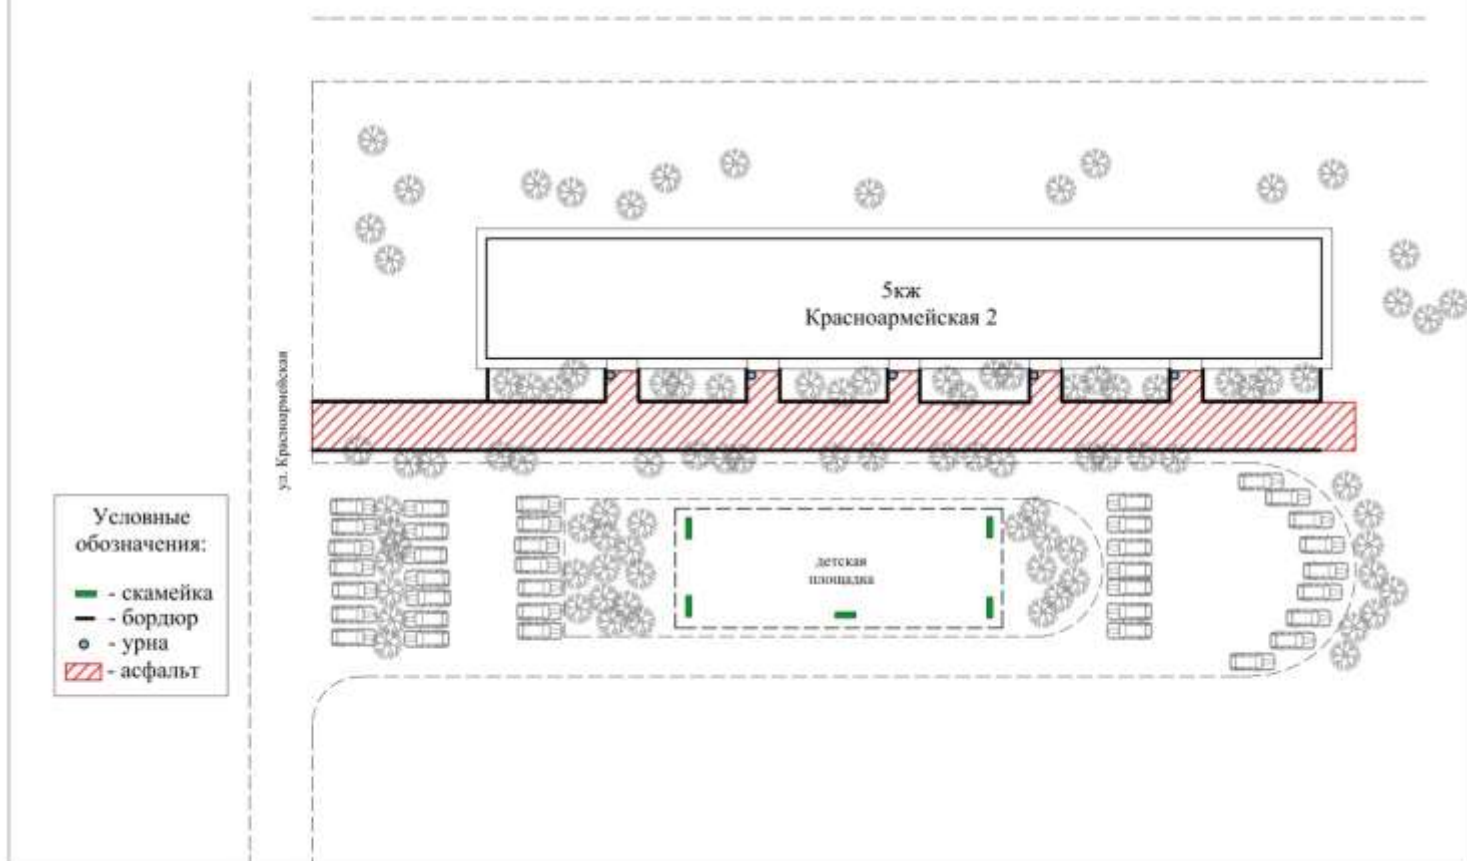 5кж
Красноармейская 2
ул. Красноармейская
детская
площадка
Условные
обозначения:
- скамейка
- бордюр
- урна
- асфальт